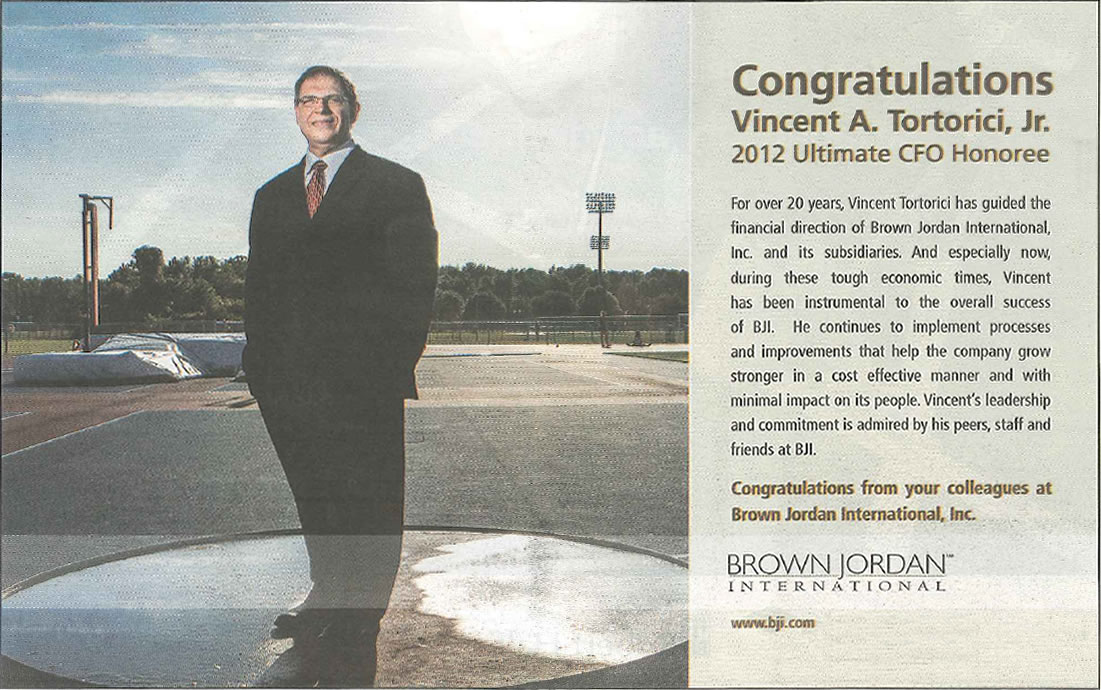 Congratulations
Vincent A. Tortorici, Jr.
2012 Ultimate CFO Honoree
For over 20 years, Vincent Tortorici has guided the
financial direction of Brown Jordan International,
Inc. and its subsidiaries. And especially now,
during these tough economic times, Vincent
has been instrumental to the overall success
of BJI. He continues to implement processes
and improvements that help the company grow
stronger in a cost effective manner and with
minimal impact on its people. Vincent's leadership
and commitment is admired by his peers, staff and
friends at BJI.
Congratulations from your colleagues at
Brown Jordan International, Inc.
BROWN JORDAN™
INTERNATIONAL
www.bji.com